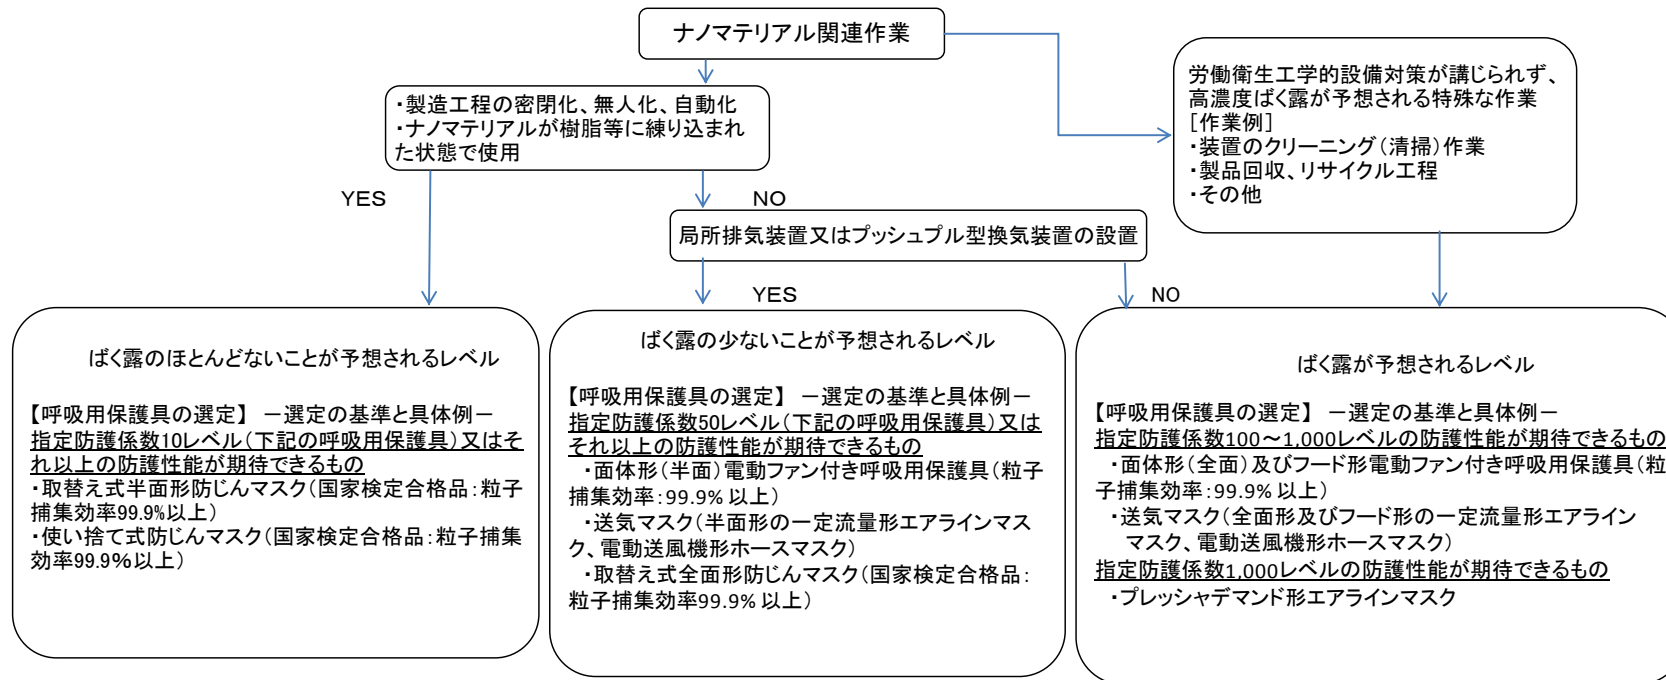 ナノマテリアル関連作業
・製造工程の密閉化、無人化、自動化
・ナノマテリアルが樹脂等に練り込まれ
た状態で使用
労働衛生工学的設備対策が講じられず、
高濃度ばく露が予想される特殊な作業
[作業例]
・装置のクリーニング(清掃)作業
・製品回収、リサイクル工程
・その他
YES
NO
局所排気装置又はプッシュプル型換気装置の設置
YES
NO
ばく露のほとんどないことが予想されるレベル
【呼吸用保護具の選定】 －選定の基準と具体例－
指定防護係数10レベル(下記の呼吸用保護具)又はそ
れ以上の防護性能が期待できるもの
・取替え式半面形防じんマスク(国家検定合格品:粒子
捕集効率99.9%以上)
・使い捨て式防じんマスク(国家検定合格品:粒子捕集
効率99.9%以上)
ばく露の少ないことが予想されるレベル
【呼吸用保護具の選定】 －選定の基準と具体例－
指定防護係数50レベル(下記の呼吸用保護具)又は
それ以上の防護性能が期待できるもの
・面体形(半面)電動ファン付き呼吸用保護具(粒子
捕集効率:99.9%以上)
・送気マスク(半面形の一定流量形エアラインマス
ク、電動送風機形ホースマスク)
・取替え式全面形防じんマスク(国家検定合格品:
粒子捕集効率99.9%以上)
ばく露が予想されるレベル
【呼吸用保護具の選定】 －選定の基準と具体例－
指定防護係数100～1,000レベルの防護性能が期待できるもの
・面体形(全面)及びフード形電動ファン付き呼吸用保護具(粒
子捕集効率:99.9%以上)
・送気マスク(全面形及びフード形の一定流量形エアライン
マスク、電動送風機形ホースマスク)
指定防護係数1,000レベルの防護性能が期待できるもの
・プレッシャデマンド形エアラインマスク